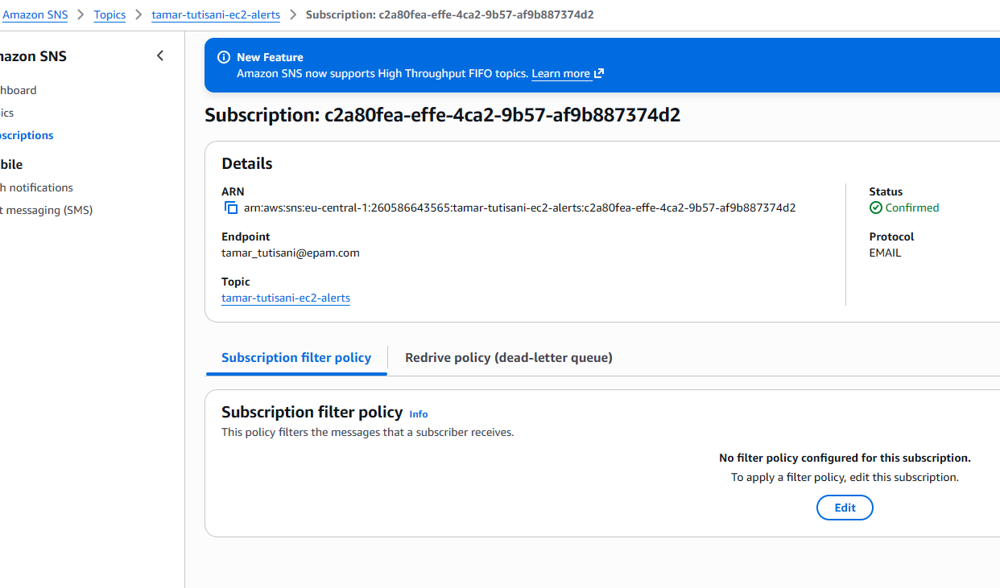 Amazon SNS > Topics > tamar-tutisani-ec2-alerts > Subscription: c2a80fea-effe-4ca2-9b57-af9b887374d2
nazon SNS
hboard
ics
scriptions
bile
h notifications
t messaging (SMS)
New Feature
Amazon SNS now supports High Throughput FIFO topics. Learn more
Subscription: c2a80fea-effe-4ca2-9b57-af9b887374d2
Details
ARN
arn:aws:sns:eu-central-1:260586643565:tamar-tutisani-ec2-alerts:c2a80fea-effe-4ca2-9b57-af9b887374d2
Endpoint
tamar_tutisani@epam.com
Topic
tamar-tutisani-ec2-alerts
Status
Confirmed
Protocol
EMAIL
Subscription filter policy
Redrive policy (dead-letter queue)
Subscription filter policy Info
This policy filters the messages that a subscriber receives.
No filter policy configured for this subscription.
To apply a filter policy, edit this subscription.
Edit